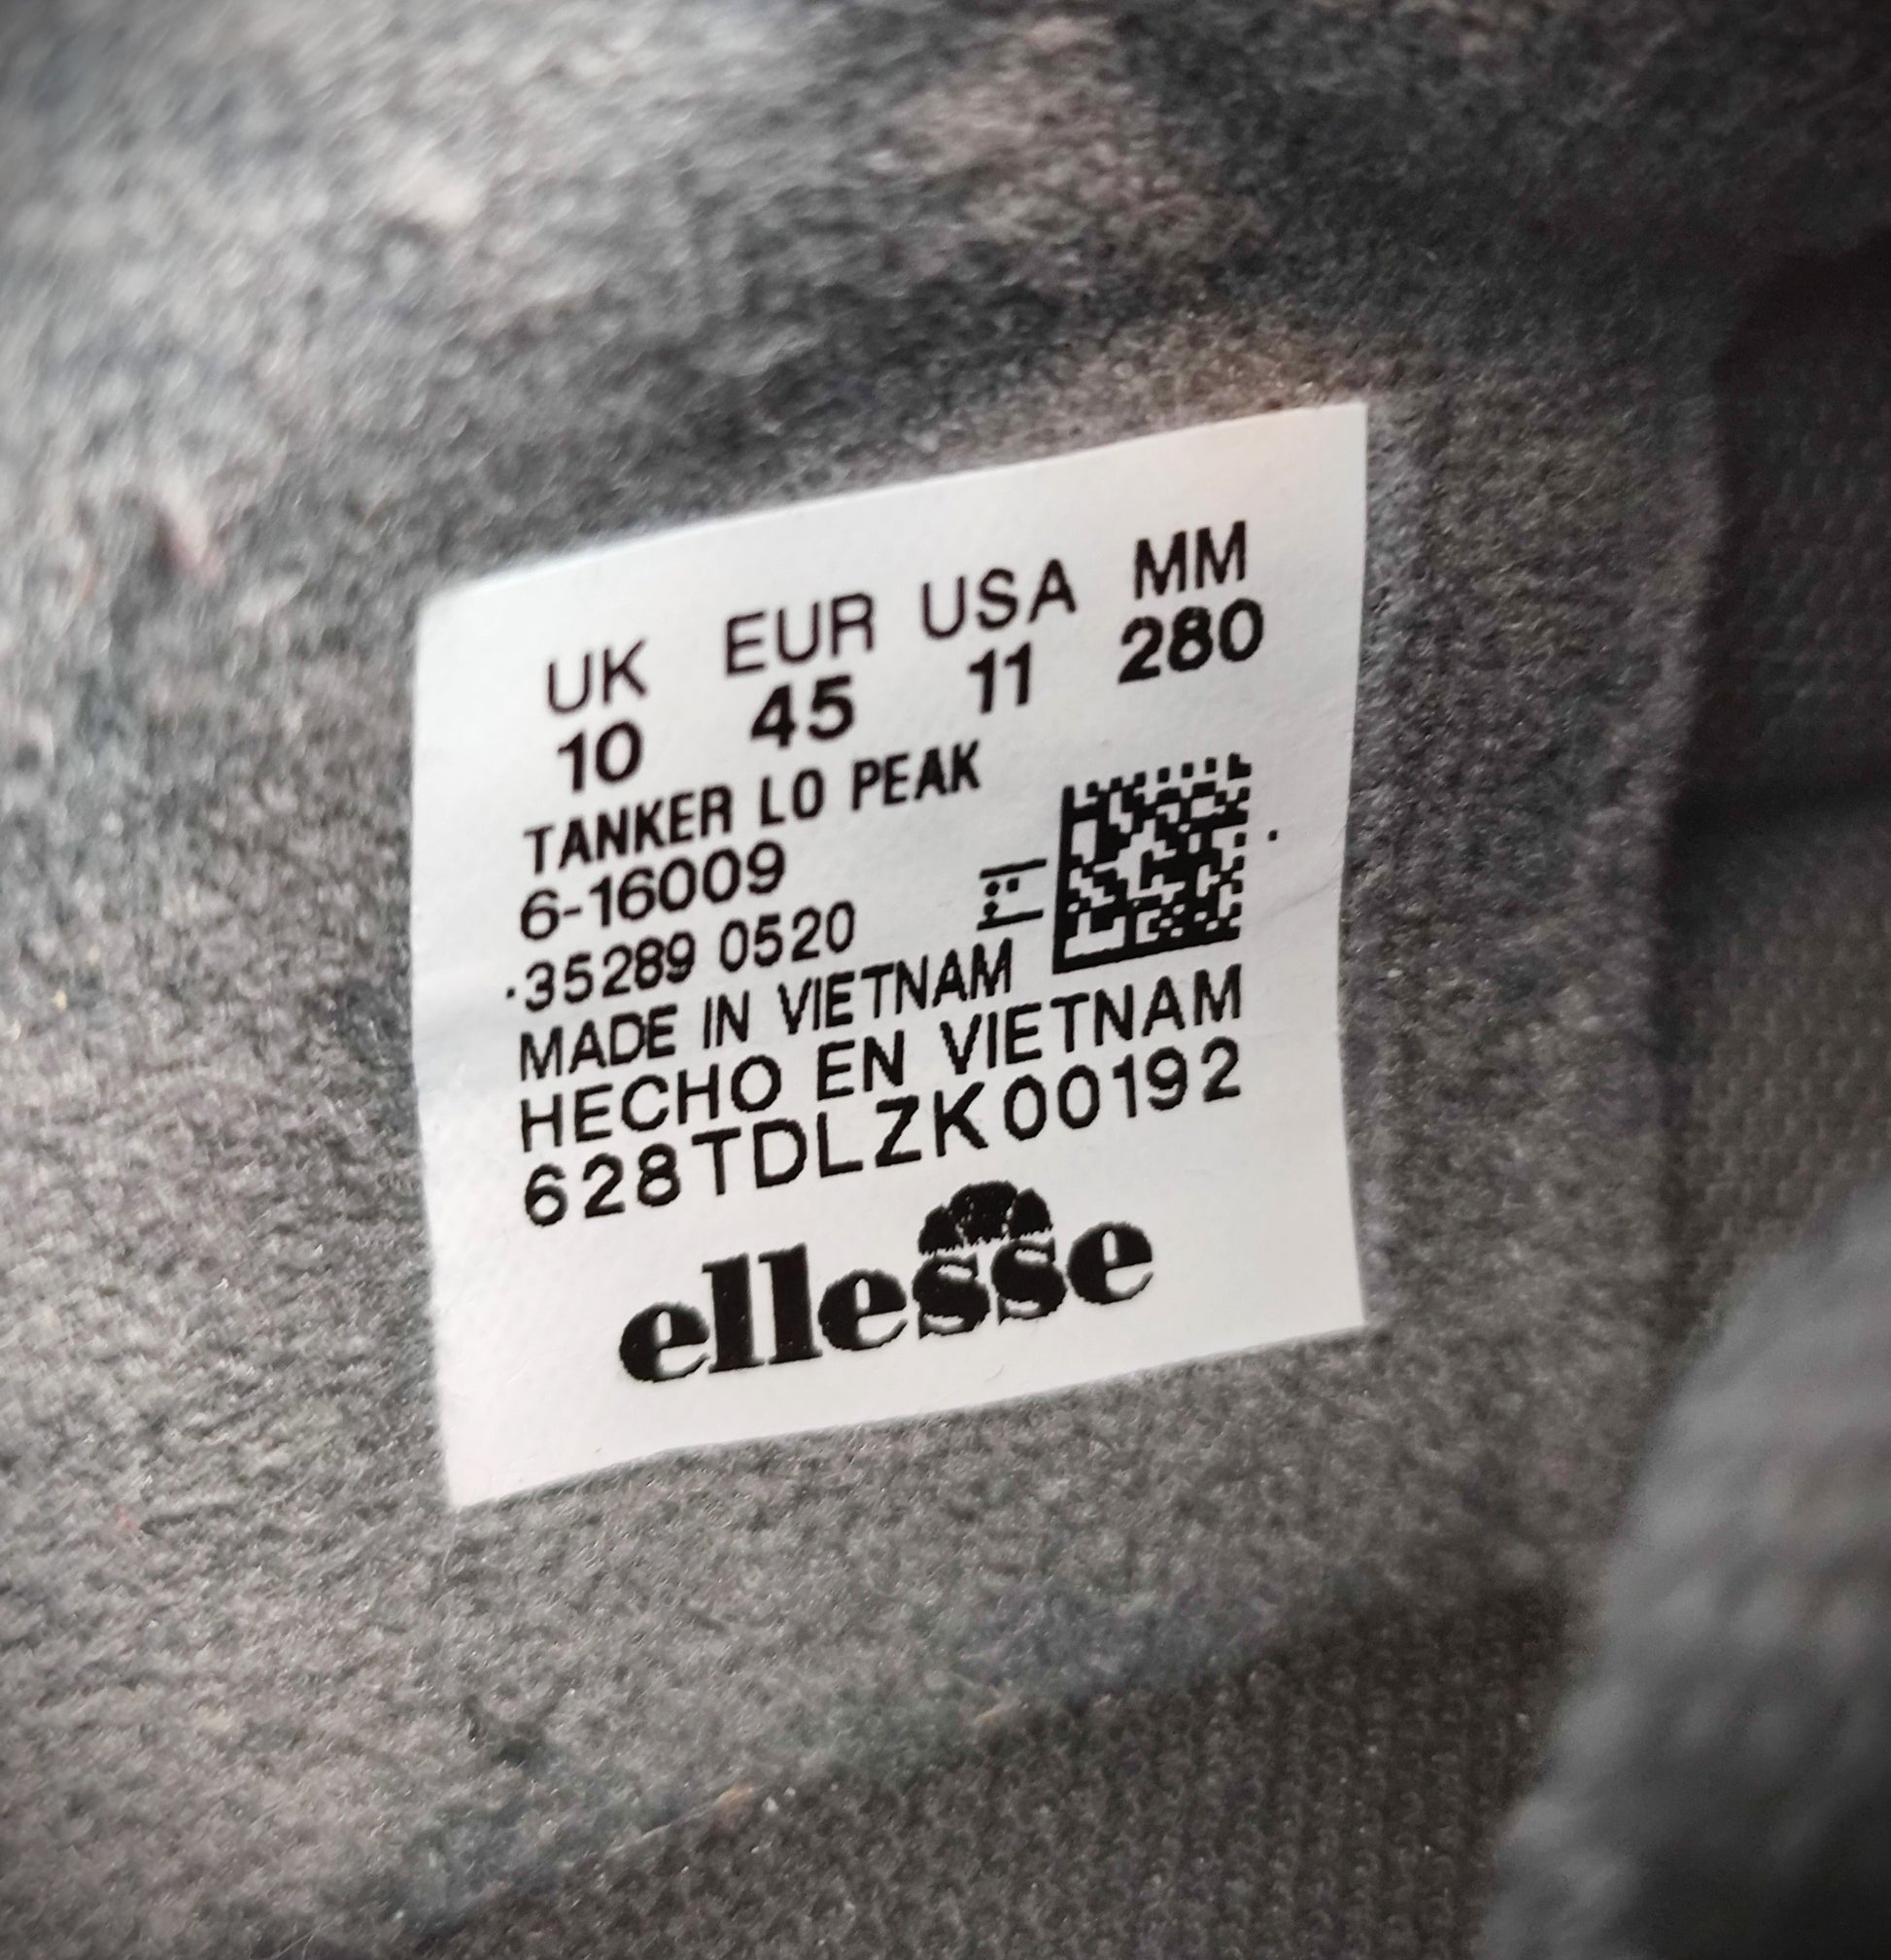 UK EUR USA MM
10 45 11 280
TANKER LO PEAK
6-16009
.35289 0520
MADE IN VIETNAM
HECHO EN VIETNAM
628TDLZK00192
ellesse